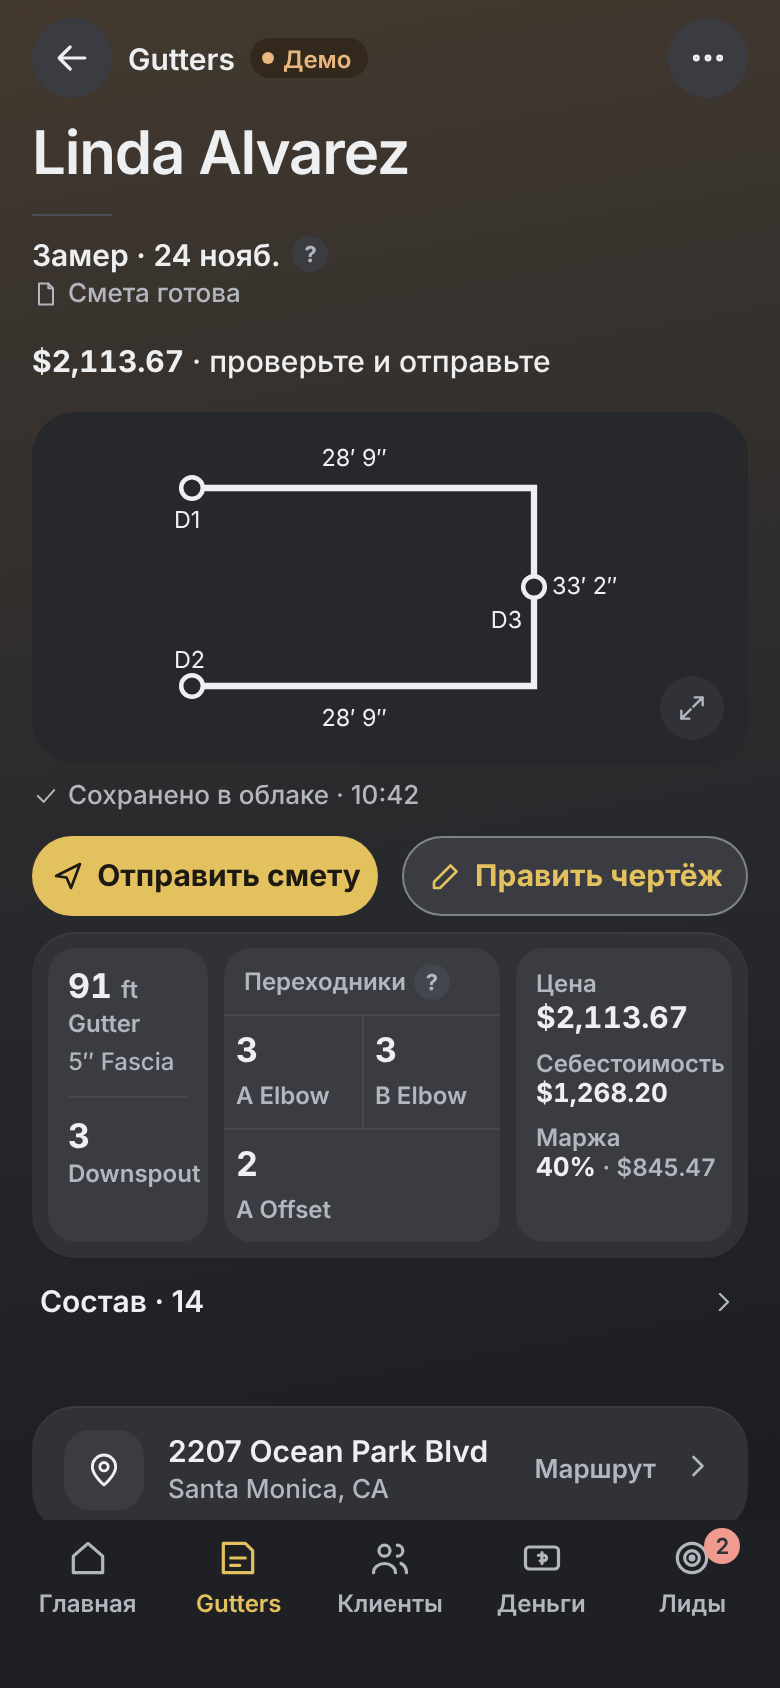 Gutters
Демо
Linda Alvarez
Замер · 24 нояб. ?
Смета готова
$2,113.67 · проверьте и отправьте
28′ 9″
D1
33′ 2″
D3
D2
28′ 9″
Сохранено в облаке · 10:42
Отправить смету
Править чертёж
91 ft
Gutter
5″ Fascia
3
Downspout
Переходники ?
3
A Elbow
3
B Elbow
2
A Offset
Цена
$2,113.67
Себестоимость
$1,268.20
Маржа
40% · $845.47
Состав · 14
2207 Ocean Park Blvd
Santa Monica, CA
Маршрут
2
Главная
Gutters
Клиенты
Деньги
Лиды